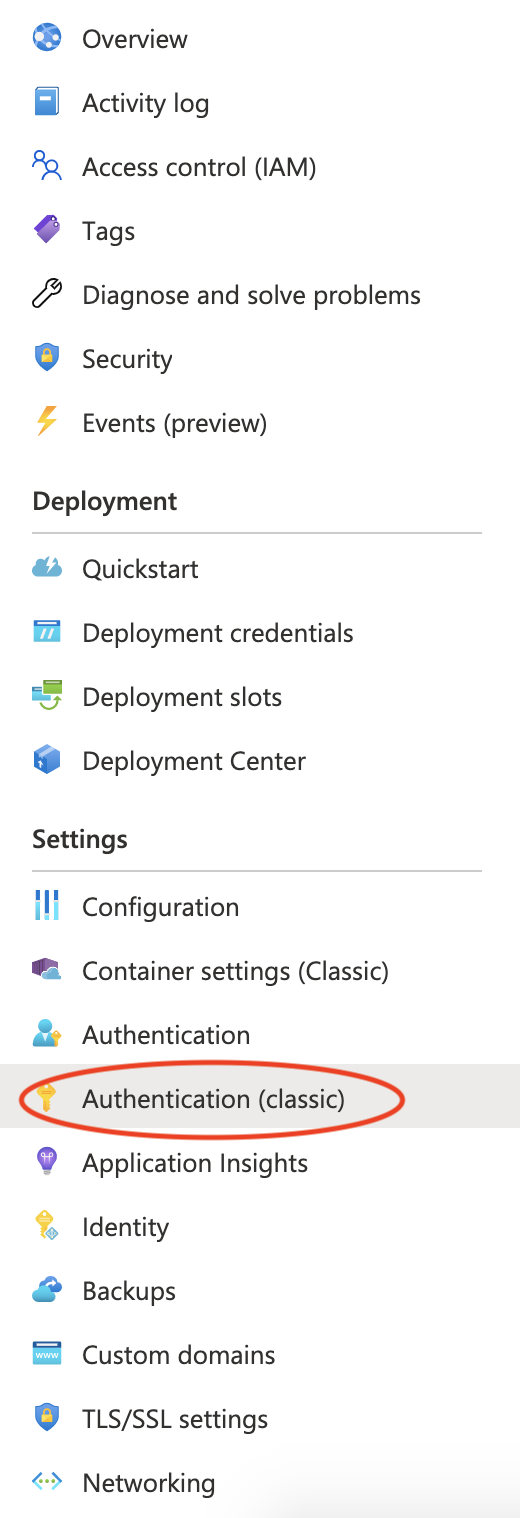 Overview
Activity log
Access control (IAM)
Tags
Diagnose and solve problems
Security
Events (preview)
Deployment
Quickstart
Deployment credentials
Deployment slots
Deployment Center
Settings
Configuration
Container settings (Classic)
Authentication
Authentication (classic)
Application Insights
Identity
Backups
Custom domains
TLS/SSL settings
Networking